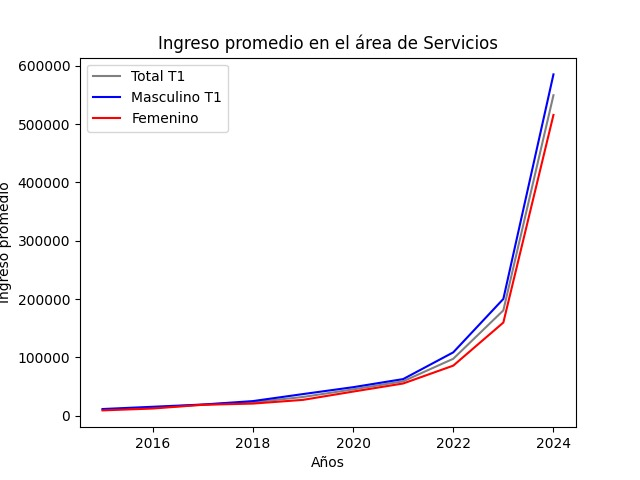 Ingreso promedio en el área de Servicios
Total T1
Masculino T1
Femenino
600000
500000
400000
300000
200000
100000
0
Ingreso promedio
2016
2018
2020
2022
2024
Años